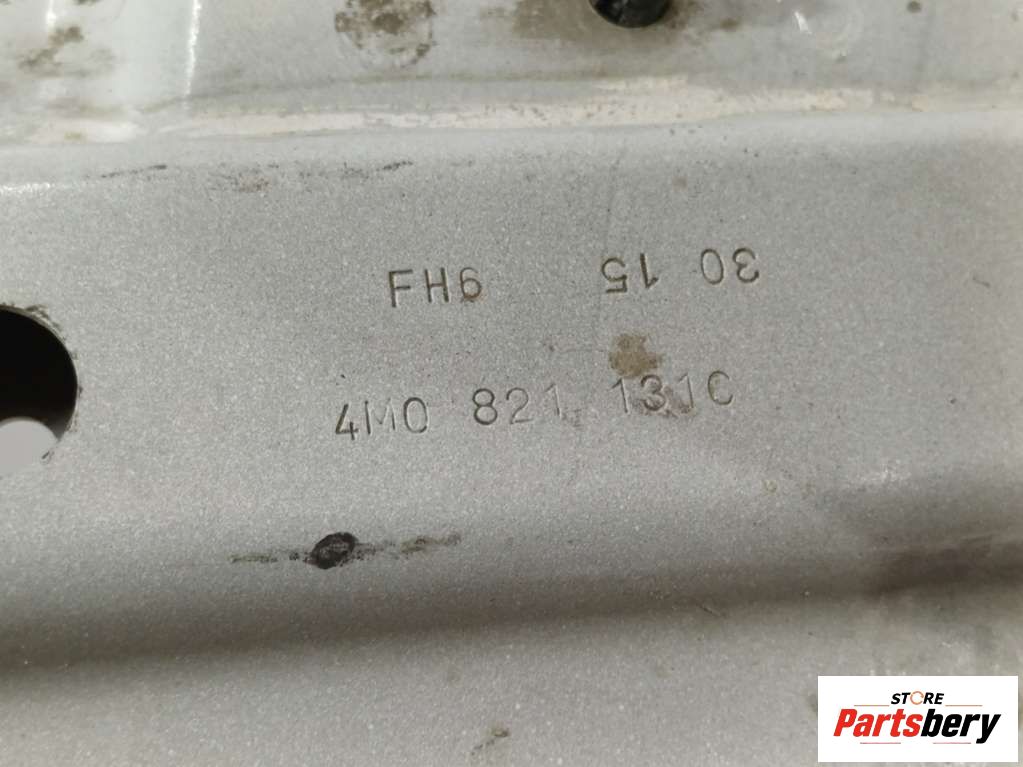 FH6 30 15
4M0 821 131C
STORE
Partsbery